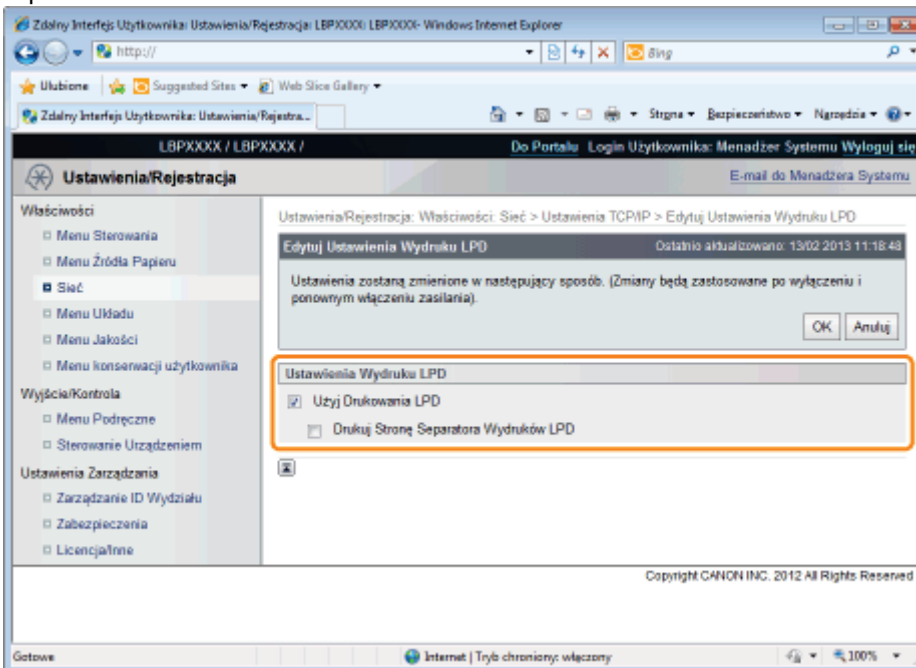 Zdalny Interfejs Użytkownika: Ustawienia/Rejestracja: LBPXXXX: LBPXXXX- Windows Internet Explorer
http://
Bing
Ulubione Suggested Sites Web Slice Gallery
Zdalny Interfejs Użytkownika: Ustawienia/Rejestra... Strona Bezpieczeństwo Narzędzia
LBPXXXX / LBPXXXX / Do Portalu Login Użytkownika: Menadżer Systemu Wyloguj się
Ustawienia/Rejestracja E-mail do Menadżera Systemu
Właściwości
Menu Sterowania
Menu Źródła Papieru
Sieć
Menu Układu
Menu Jakości
Menu konserwacji użytkownika
Wyjście/Kontrola
Menu Podręczne
Sterowanie Urządzeniem
Ustawienia Zarządzania
Zarządzanie ID Wydziału
Zabezpieczenia
Licencja/Inne
Ustawienia/Rejestracja: Właściwości: Sieć > Ustawienia TCP/IP > Edytuj Ustawienia Wydruku LPD
Edytuj Ustawienia Wydruku LPD Ostatnio aktualizowano: 13/02 2013 11:18:48
Ustawienia zostaną zmienione w następujący sposób. (Zmiany będą zastosowane po wyłączeniu i
ponownym włączeniu zasilania).
OK Anuluj
Ustawienia Wydruku LPD
Użyj Drukowania LPD
Drukuj Stronę Separatora Wydruków LPD
Copyright CANON INC. 2012 All Rights Reserved
Gotowe Internet | Tryb chroniony: włączony 100%